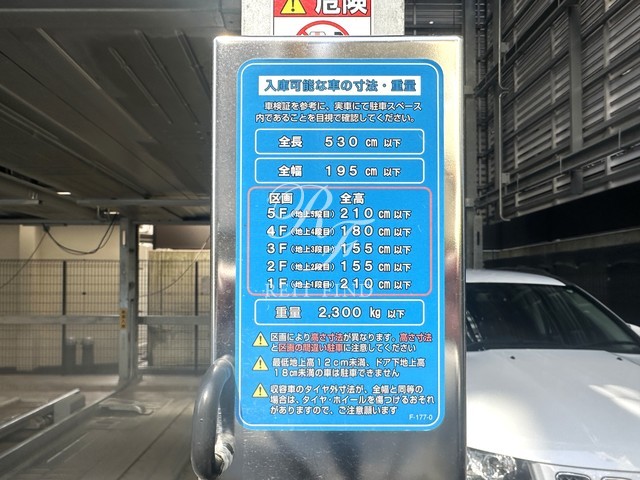 危険
入庫可能な車の寸法・重量
車検証を参考に、実車にて駐車スペース
内であることを目視で確認してください。
全長 530 cm 以下
全幅 195 cm 以下
区画 全高
5F(地上5段目)210 cm 以下
4F(地上4段目)180 cm 以下
3F(地上3段目)155 cm 以下
2F(地上2段目)155 cm 以下
1F(地上1段目)210 cm 以下
REIT FIND
重量 2,300 kg 以下
区画により高さ寸法が異なります。高さ寸法
と区画の間違い駐車に注意してください
最低地上高12cm未満、ドア下地上高
18cm未満の車は駐車できません
収容車のタイヤ外寸法が、全幅と同等の
場合は、タイヤ・ホイールを傷つけるおそれ
がありますので、ご注意願います
F-177-0